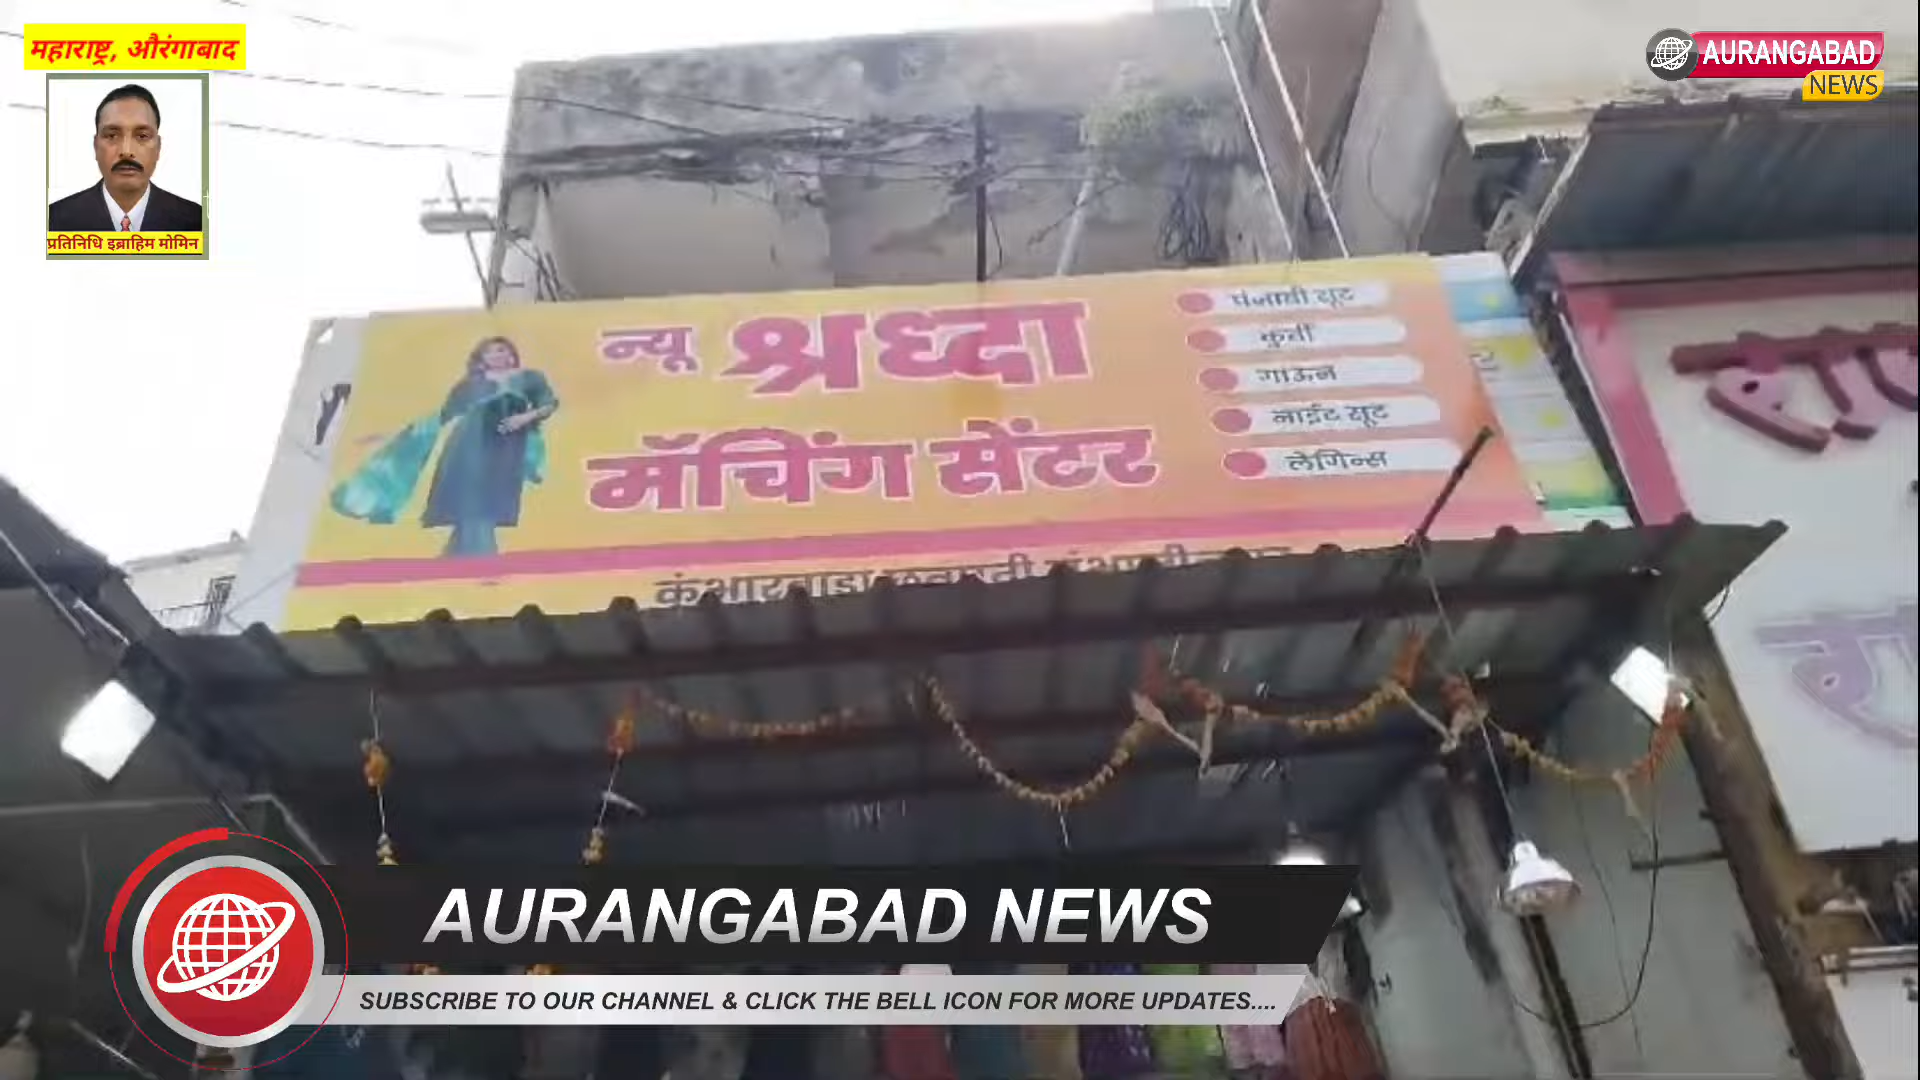 महाराष्ट्र, औरंगाबाद
प्रतिनिधि इब्राहिम मोमिन
AURANGABAD
NEWS
न्यू श्रध्दा
मॅचिंग सेंटर
पंजाबी सूट
कुर्ती
गाऊन
नाईट सूट
लेगिन्स
कुंभारवाडा
AURANGABAD NEWS
SUBSCRIBE TO OUR CHANNEL & CLICK THE BELL ICON FOR MORE UPDATES....